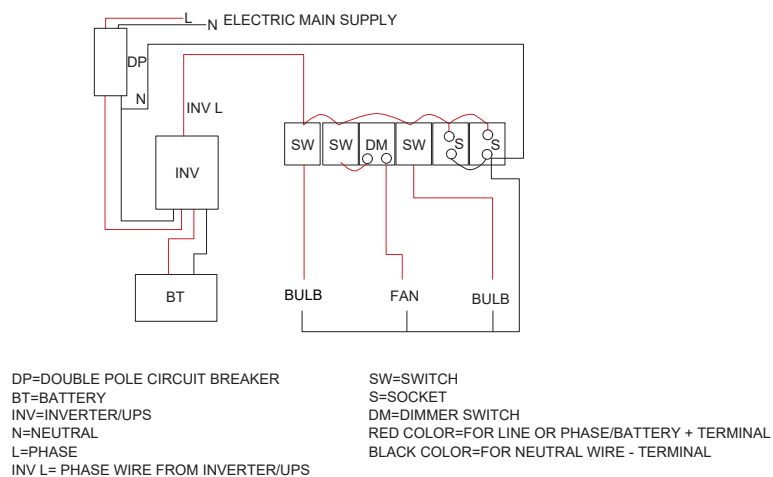 L
N ELECTRIC MAIN SUPPLY
DP
N
INV L
SW
SW
DM
SW
S
S
INV
BT
BULB
FAN
BULB
DP=DOUBLE POLE CIRCUIT BREAKER
BT=BATTERY
INV=INVERTER/UPS
N=NEUTRAL
L=PHASE
INV L= PHASE WIRE FROM INVERTER/UPS
SW=SWITCH
S=SOCKET
DM=DIMMER SWITCH
RED COLOR=FOR LINE OR PHASE/BATTERY + TERMINAL
BLACK COLOR=FOR NEUTRAL WIRE - TERMINAL